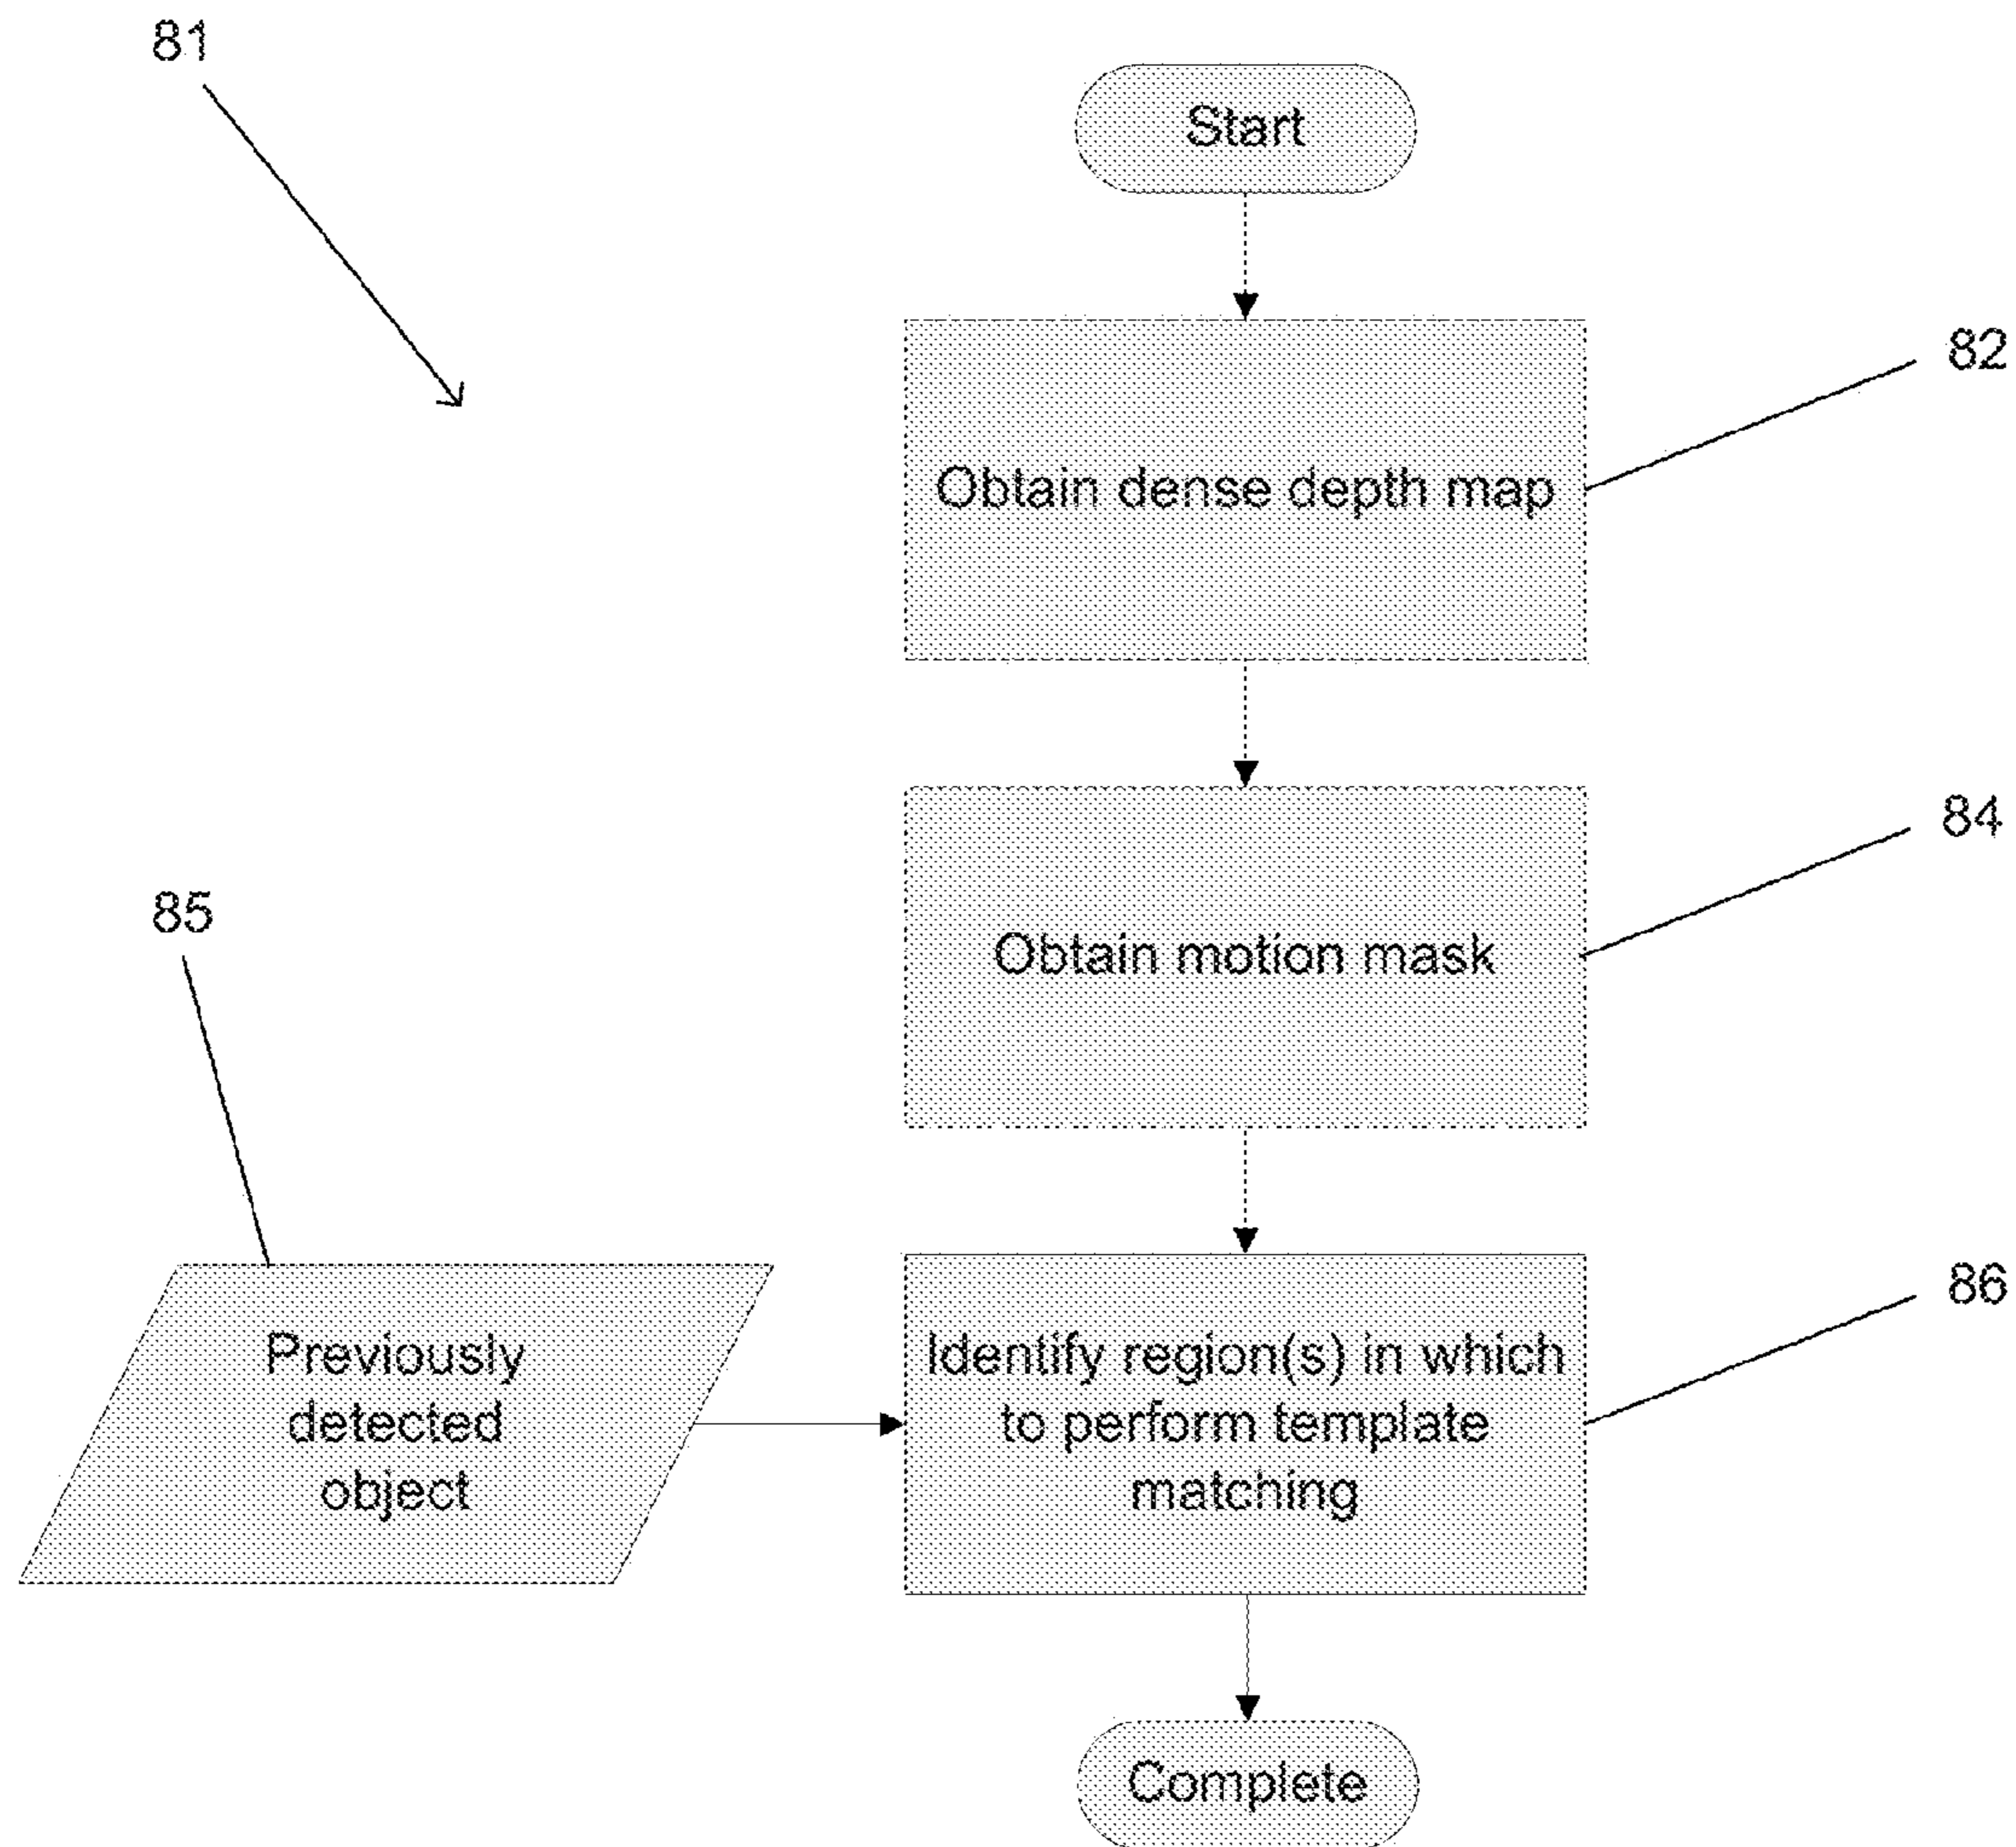 81
Start
82
Obtain dense depth map
84
Obtain motion mask
85
86
Previously
detected
object
Identify region(s) in which
to perform template
matching
Complete